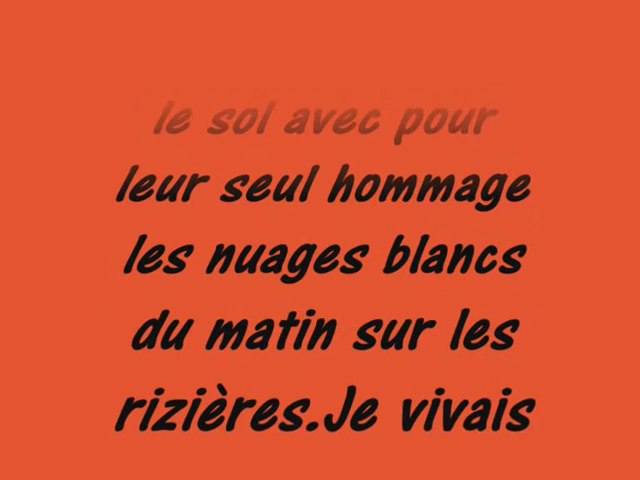 le sol avec pour
leur seul hommage
les nuages blancs
du matin sur les
rizières.Je vivais